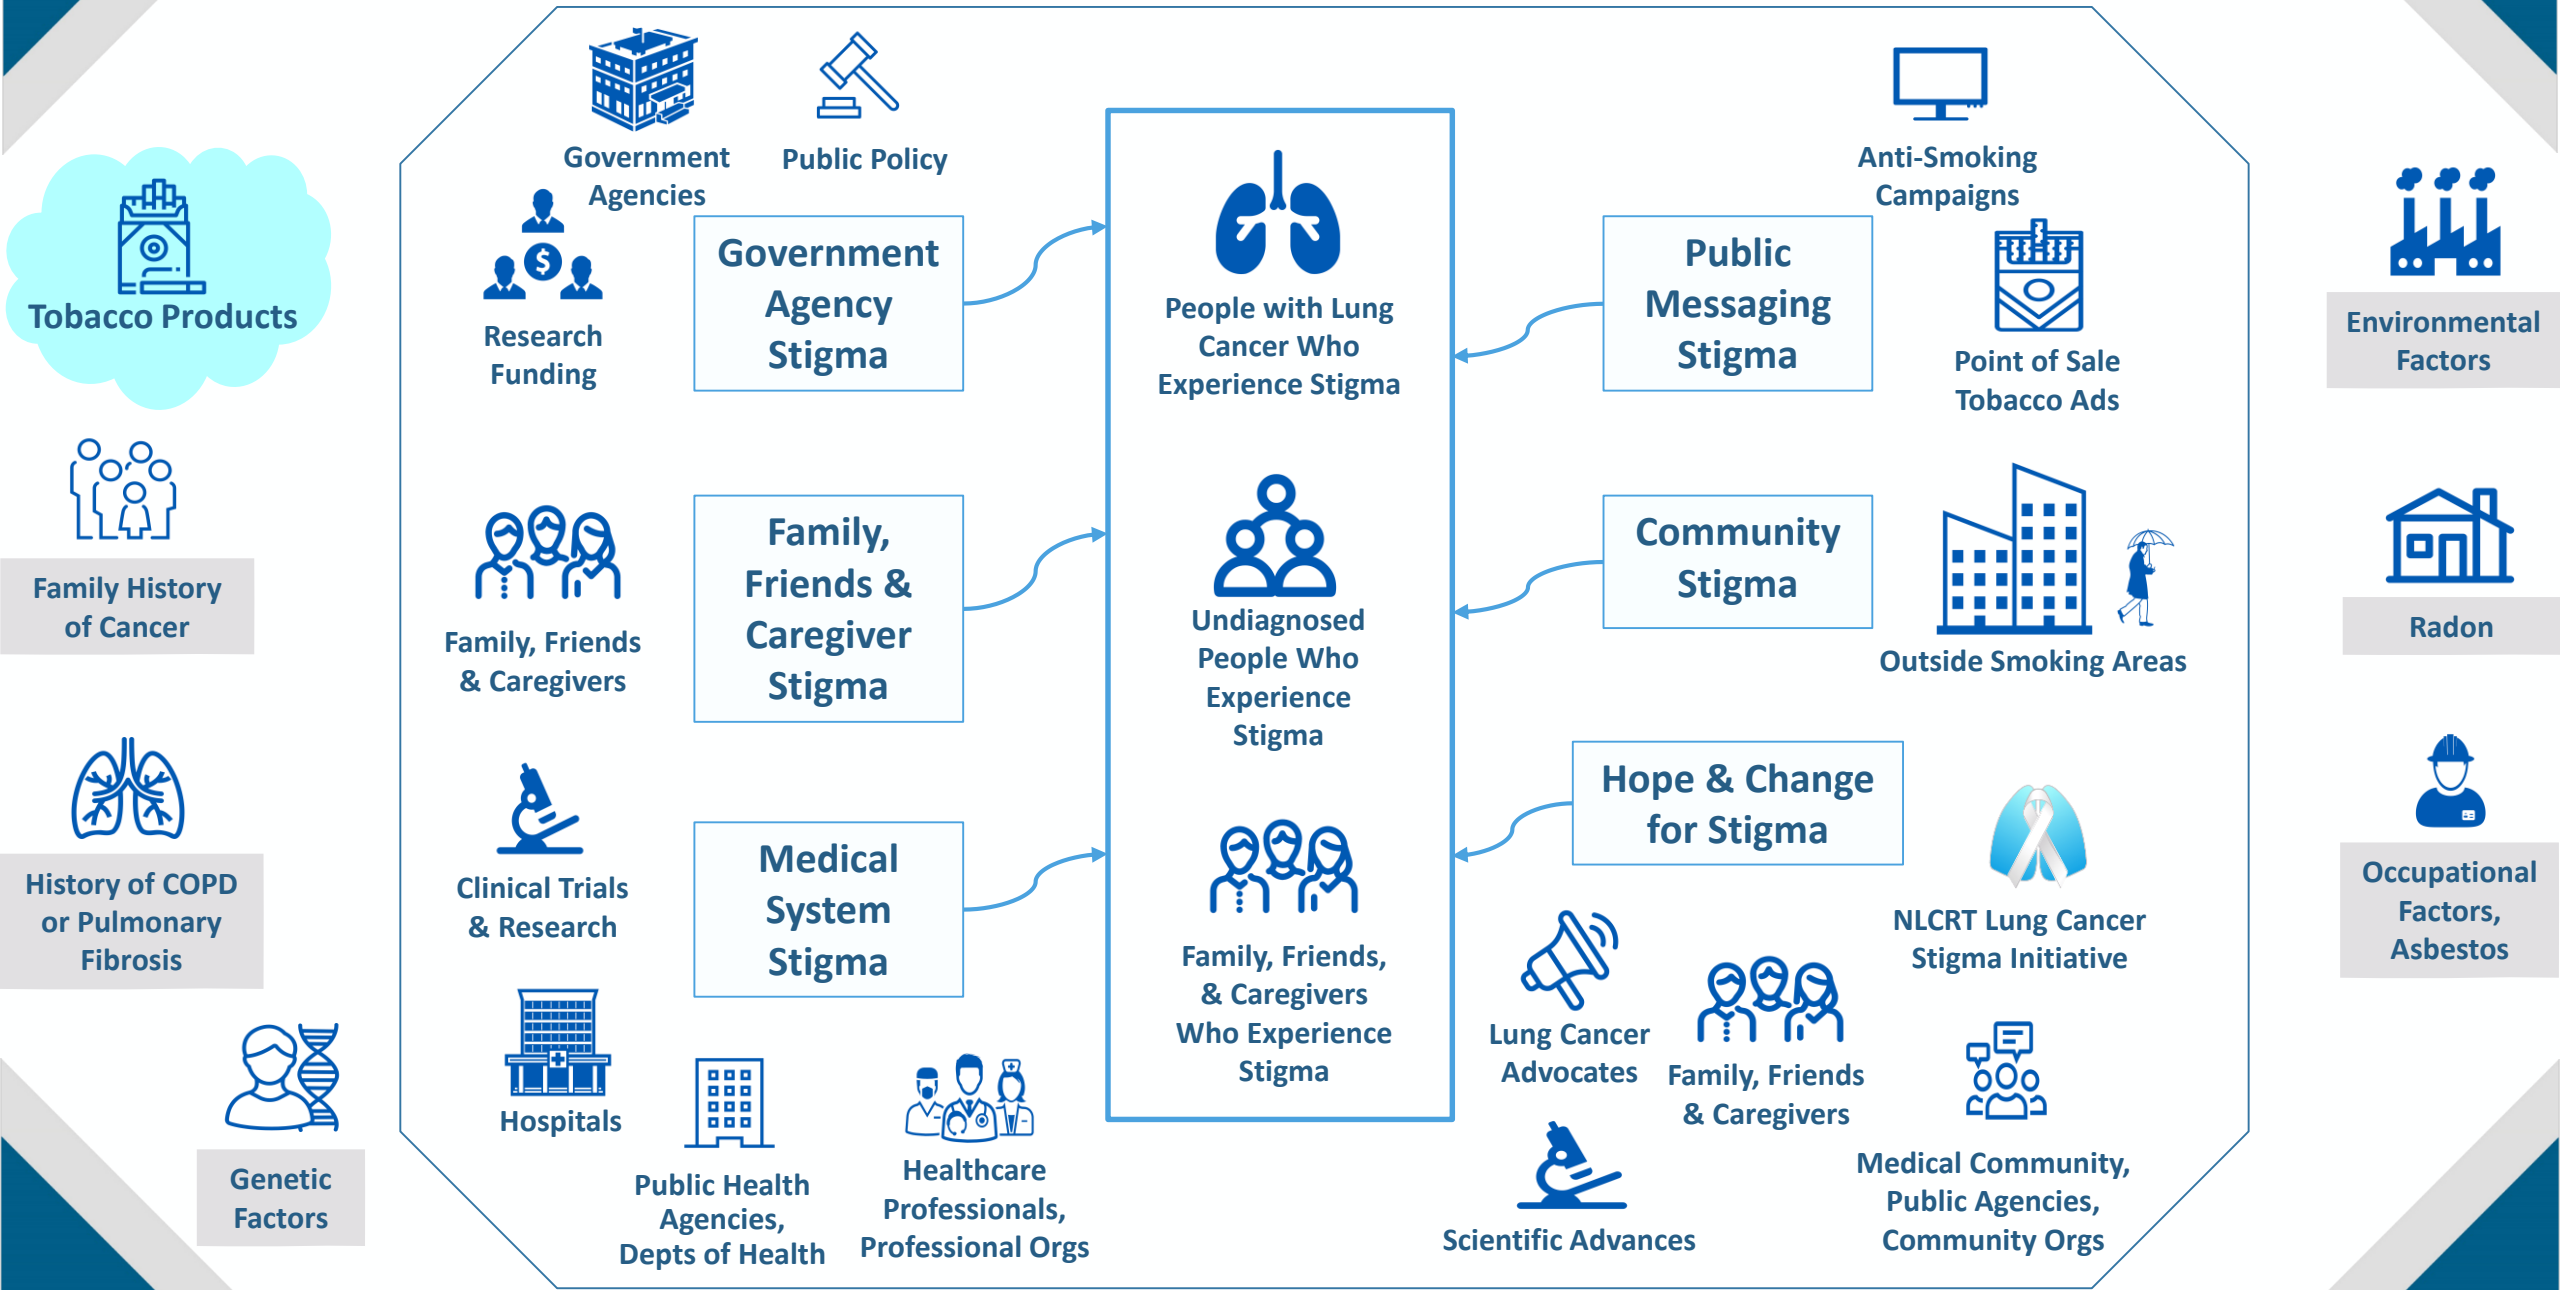 Tobacco Products
Family History
of Cancer
History of COPD
or Pulmonary
Fibrosis
Genetic
Factors
Government
Agencies
Public Policy
Research
Funding
$
Government
Agency
Stigma
Family, Friends
& Caregivers
Family,
Friends &
Caregiver
Stigma
Clinical Trials
& Research
Medical
System
Stigma
Hospitals
Public Health
Agencies,
Depts of Health
Healthcare
Professionals,
Professional Orgs
People with Lung
Cancer Who
Experience Stigma
Undiagnosed
People Who
Experience
Stigma
Family, Friends,
& Caregivers
Who Experience
Stigma
Anti-Smoking
Campaigns
Public
Messaging
Stigma
Point of Sale
Tobacco Ads
Community
Stigma
Outside Smoking Areas
Hope & Change
for Stigma
NLCRT Lung Cancer
Stigma Initiative
Lung Cancer
Advocates
Family, Friends
& Caregivers
Scientific Advances
Medical Community,
Public Agencies,
Community Orgs
Environmental
Factors
Radon
Occupational
Factors,
Asbestos